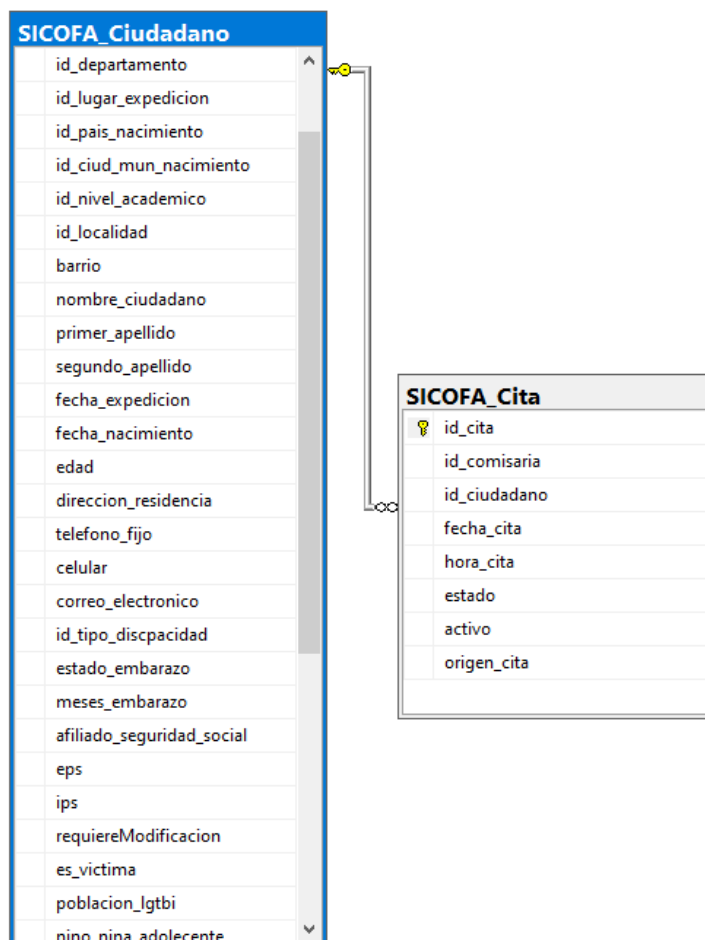 SICOFA_Ciudadano
id_departamento
id_lugar_expedicion
id_pais_nacimiento
id_ciud_mun_nacimiento
id_nivel_academico
id_localidad
barrio
nombre_ciudadano
primer_apellido
segundo_apellido
fecha_expedicion
fecha_nacimiento
edad
direccion_residencia
telefono_fijo
celular
correo_electronico
id_tipo_discpacidad
estado_embarazo
meses_embarazo
afiliado_seguridad_social
eps
ips
requiereModificacion
es_victima
poblacion_lgtbi
nino_nina_adolecente
SICOFA_Cita
id_cita
id_comisaria
id_ciudadano
fecha_cita
hora_cita
estado
activo
origen_cita